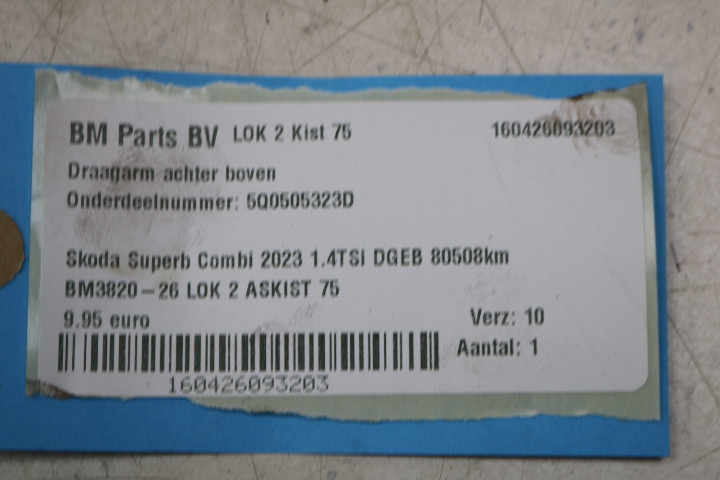 BM Parts BV LOK 2 Kist 75 160426093203
Draagarm achter boven
Onderdeelnummer: 5Q0505323D
Skoda Superb Combi 2023 1.4TSI DGEB 80508km
BM3820-26 LOK 2 ASKIST 75
9.95 euro Verz: 10
Aantal: 1
160426093203